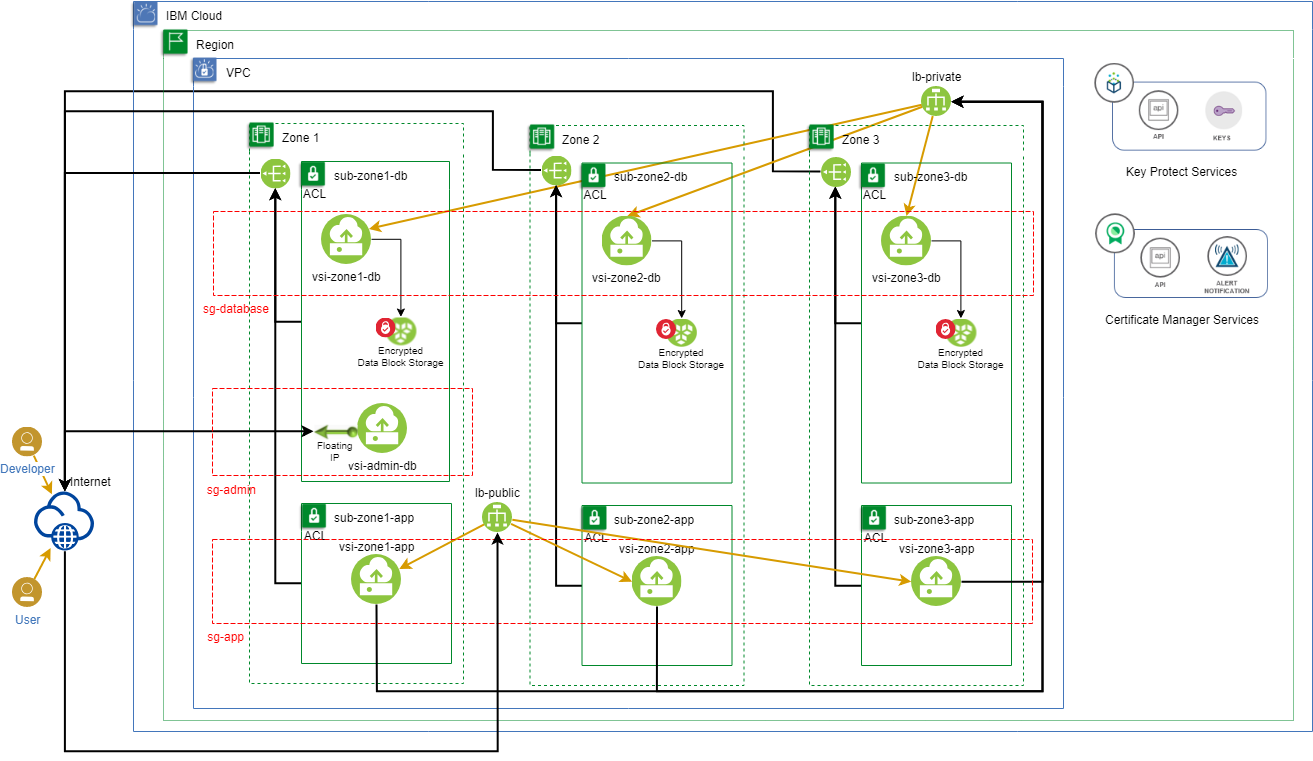 IBM Cloud
Region
VPC
lb-private
Zone 1
Zone 2
Zone 3
api
API
KEYS
Key Protect Services
sub-zone1-db
ACL
sub-zone2-db
ACL
sub-zone3-db
ACL
vsi-zone1-db
vsi-zone2-db
vsi-zone3-db
api
API
ALERT
NOTIFICATION
Certificate Manager Services
sg-database
Encrypted
Data Block Storage
Encrypted
Data Block Storage
Encrypted
Data Block Storage
Floating
IP
vsi-admin-db
sg-admin
Developer
Internet
User
lb-public
sub-zone1-app
ACL
vsi-zone1-app
sub-zone2-app
ACL
vsi-zone2-app
sub-zone3-app
ACL
vsi-zone3-app
sg-app